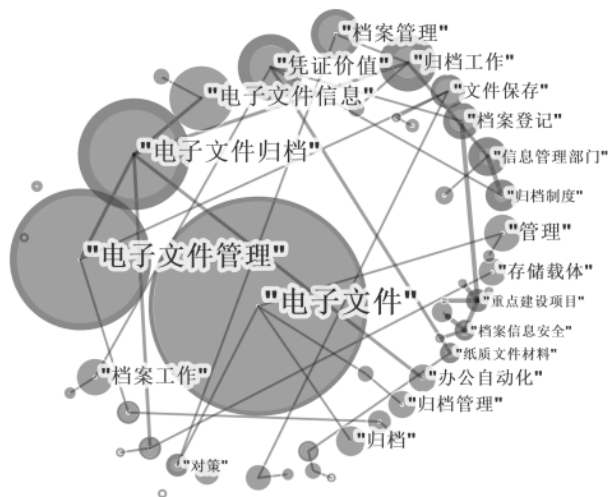 "档案管理"
"凭证价值"
"归档工作"
"电子文件信息"
"文件保存"
"档案登记"
"电子文件归档"
"信息管理部门"
"归档制度"
"管理"
"电子文件管理"
"存储载体"
"电子文件"
"重点建设项目"
"档案信息安全"
"纸质文件材料"
"档案工作"
"办公自动化"
"归档管理"
"归档"
"对策"